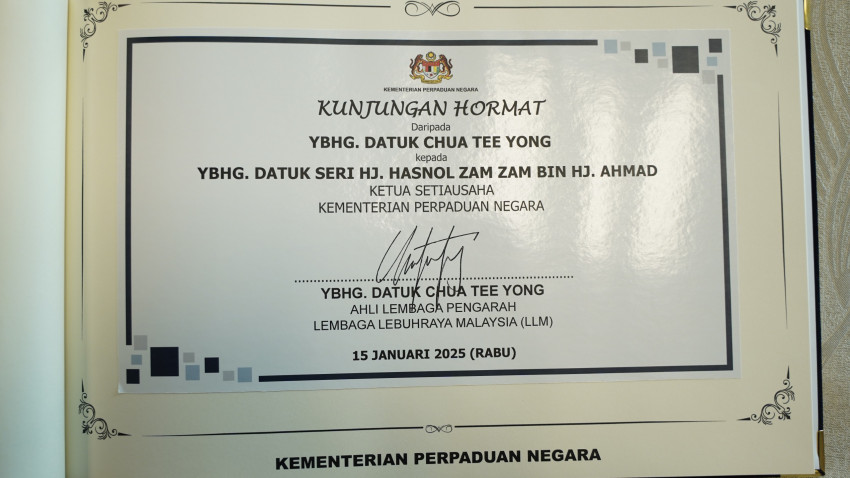 KEMENTERIAN PERPADUAN NEGARA
KUNJUNGAN HORMAT
Daripada
YBHG. DATUK CHUA TEE YONG
kepada
YBHG. DATUK SERI HJ. HASNOL ZAM ZAM BIN HJ. AHMAD
KETUA SETIAUSAHA
KEMENTERIAN PERPADUAN NEGARA
YBHG. DATUK CHUA TEE YONG
AHLI LEMBAGA PENGARAH
LEMBAGA LEBUHRAYA MALAYSIA (LLM)
15 JANUARI 2025 (RABU)
KEMENTERIAN PERPADUAN NEGARA